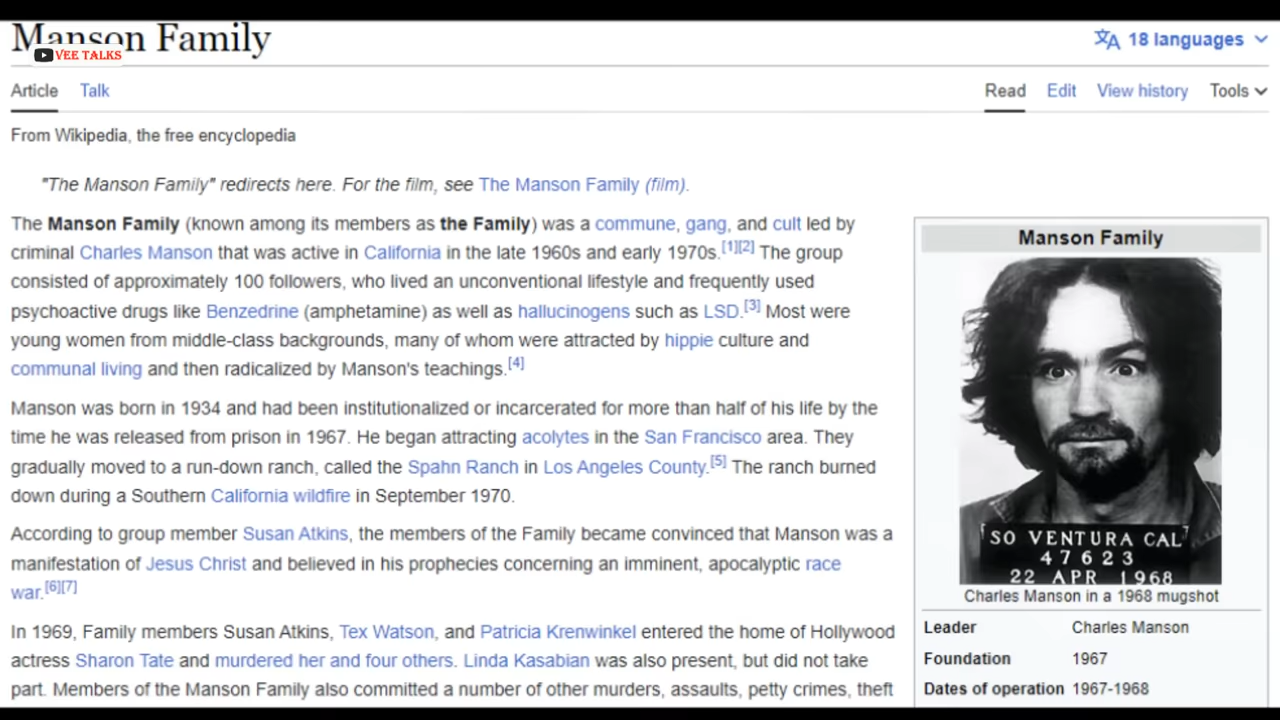 Manson Family
VEE TALKS
18 languages
Article Talk
Read Edit View history Tools
From Wikipedia, the free encyclopedia
"The Manson Family" redirects here. For the film, see The Manson Family (film).
The Manson Family (known among its members as the Family) was a commune, gang, and cult led by
criminal Charles Manson that was active in California in the late 1960s and early 1970s.[1][2] The group
consisted of approximately 100 followers, who lived an unconventional lifestyle and frequently used
psychoactive drugs like Benzedrine (amphetamine) as well as hallucinogens such as LSD.[3] Most were
young women from middle-class backgrounds, many of whom were attracted by hippie culture and
communal living and then radicalized by Manson's teachings.[4]
Manson was born in 1934 and had been institutionalized or incarcerated for more than half of his life by the
time he was released from prison in 1967. He began attracting acolytes in the San Francisco area. They
gradually moved to a run-down ranch, called the Spahn Ranch in Los Angeles County.[5] The ranch burned
down during a Southern California wildfire in September 1970.
According to group member Susan Atkins, the members of the Family became convinced that Manson was a
manifestation of Jesus Christ and believed in his prophecies concerning an imminent, apocalyptic race
war.[6][7]
In 1969, Family members Susan Atkins, Tex Watson, and Patricia Krenwinkel entered the home of Hollywood
actress Sharon Tate and murdered her and four others. Linda Kasabian was also present, but did not take
part. Members of the Manson Family also committed a number of other murders, assaults, petty crimes, theft
Manson Family
SO VENTURA CAL
47623
22 APR 1968
Charles Manson in a 1968 mugshot
Leader Charles Manson
Foundation 1967
Dates of operation 1967-1968